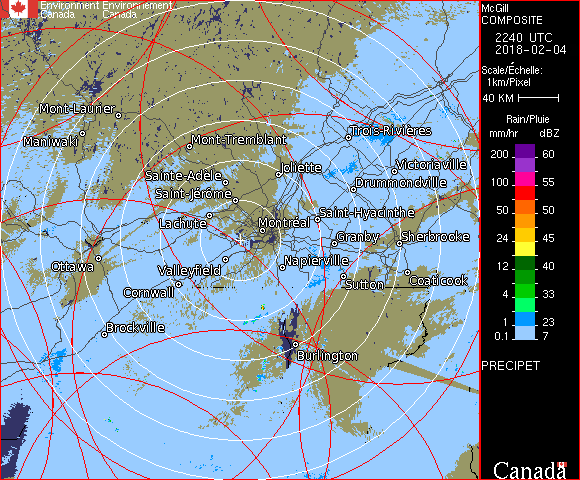 Environment Environnement
Canada Canada
McGill
COMPOSITE
2240 UTC
2018-02-04
Scale/Échelle:
1km/Pixel
40 KM
Rain/Pluie
mm/hr dBZ
200 60
100 55
50 50
24 45
12 40
4 33
1 23
0.1 7
PRECIPET
Canada
Mont-Laurier
Maniwaki
Mont-Tremblant
Trois-Rivières
Joliette
Victoriaville
Sainte-Adèle
Drummondville
Saint-Jérôme
Saint-Hyacinthe
Lachute
Montréal
Granby
Sherbrooke
Ottawa
Valleyfield
Napierville
Sutton
Coaticook
Cornwall
Brockville
Burlington